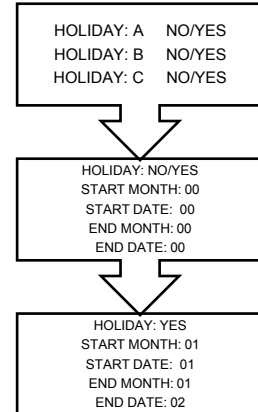 HOLIDAY: A NO/YES
HOLIDAY: B NO/YES
HOLIDAY: C NO/YES
HOLIDAY: NO/YES
START MONTH: 00
START DATE: 00
END MONTH: 00
END DATE: 00
HOLIDAY: YES
START MONTH: 01
START DATE: 01
END MONTH: 01
END DATE: 02